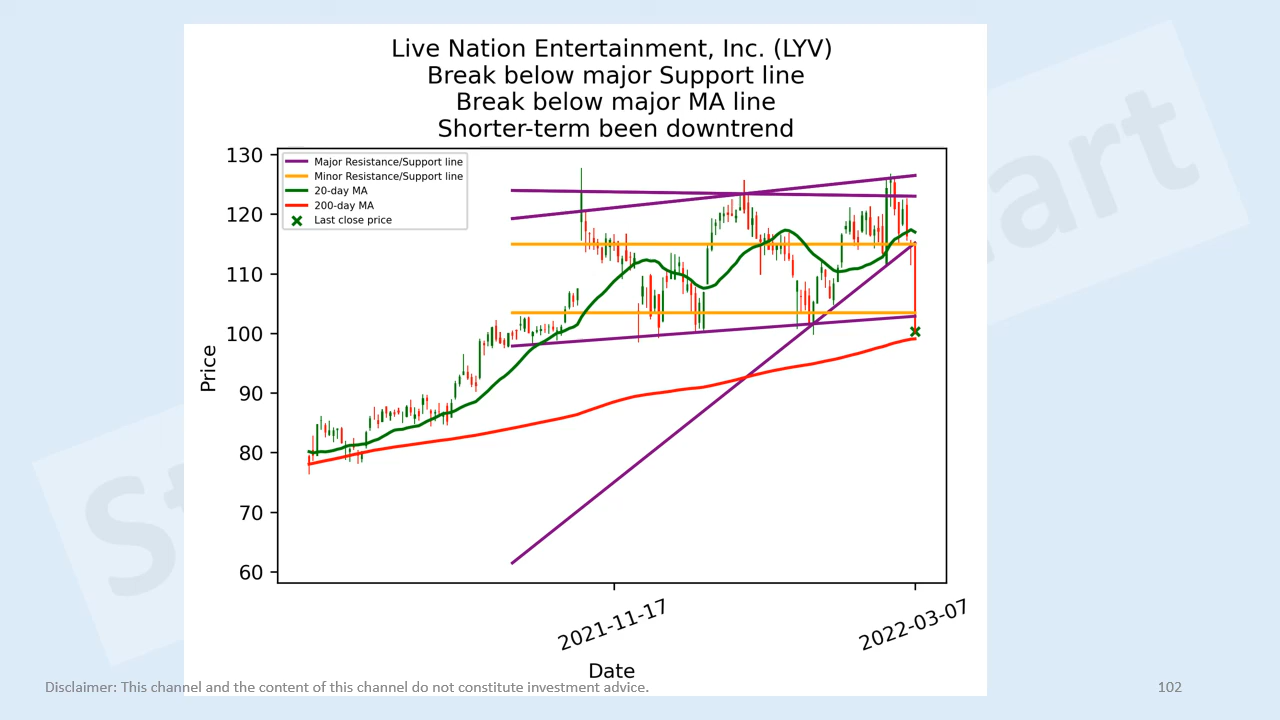 Live Nation Entertainment, Inc. (LYV)
Break below major Support line
Break below major MA line
Shorter-term been downtrend
Major Resistance/Support line
Minor Resistance/Support line
20-day MA
200-day MA
Last close price
130
120
110
100
90
80
70
60
Price
2021-11-17
2022-03-07
Date
Disclaimer: This channel and the content of this channel do not constitute investment advice.
102